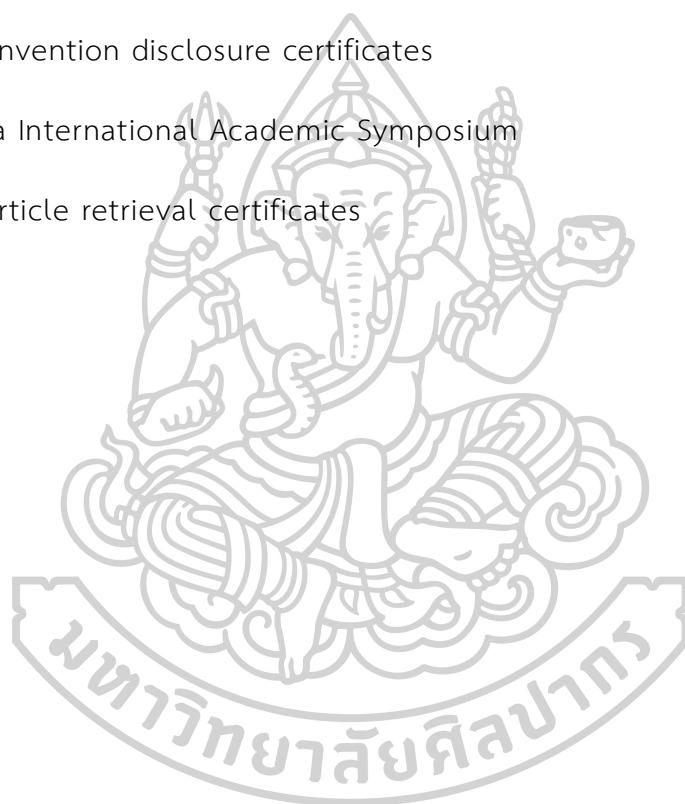 nvention disclosure certificates
a International Academic Symposium
rticle retrieval certificates
มหาวิทยาลัยศิลปากร